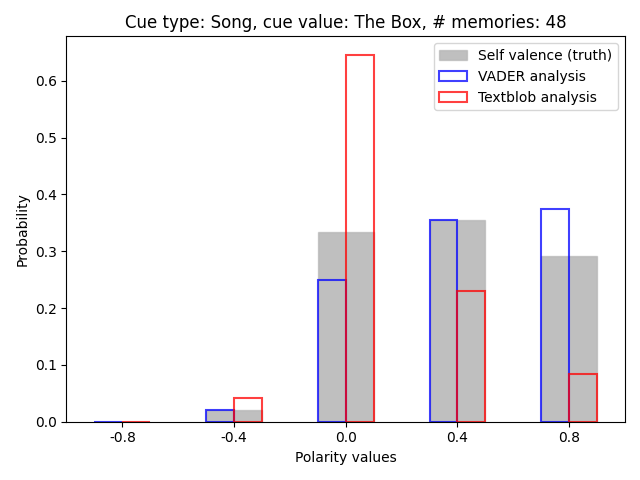 Cue type: Song, cue value: The Box, # memories: 48
Self valence (truth)
VADER analysis
Textblob analysis
Probability
0.6
0.5
0.4
0.3
0.2
0.1
0.0
-0.8 -0.4 0.0 0.4 0.8
Polarity values